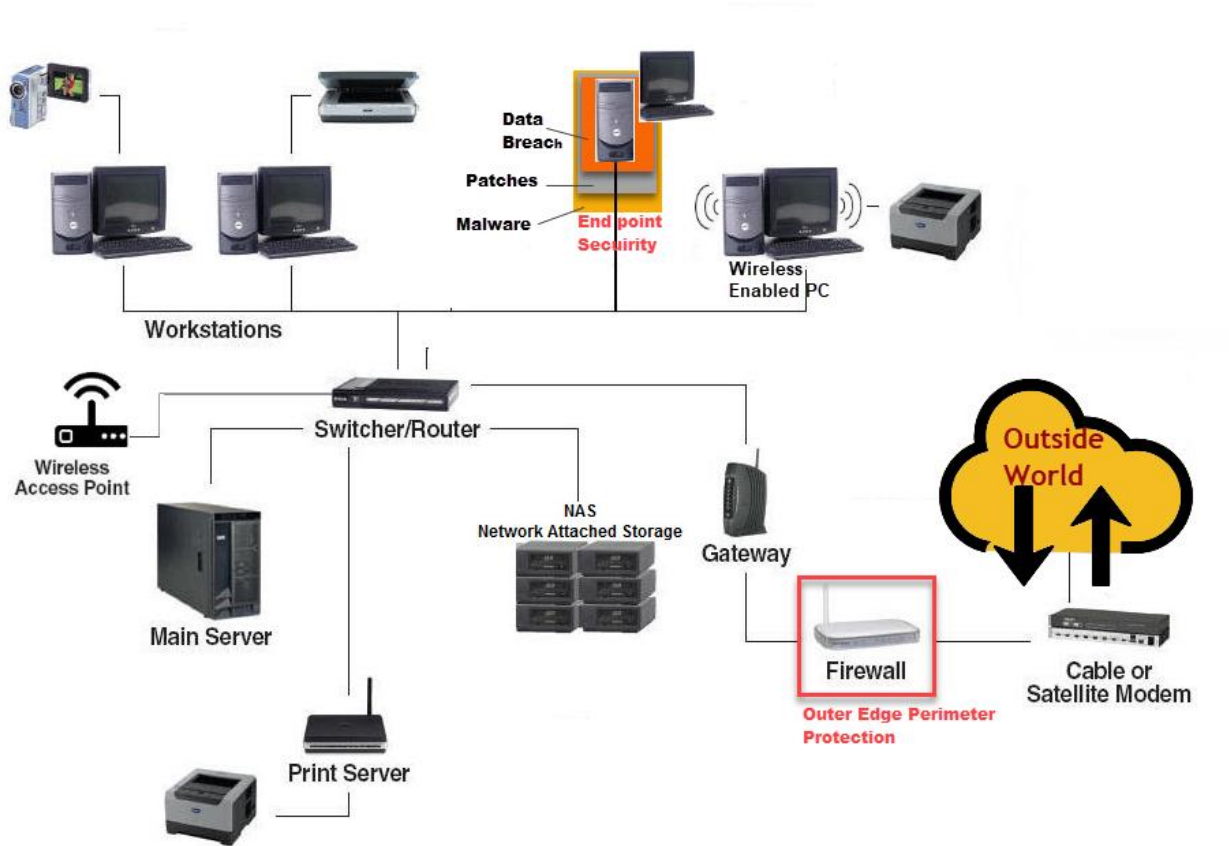 Data
Breach
Patches
Malware
End point
Secuirity
Wireless
Enabled PC
Workstations
Switcher/Router
Wireless
Access Point
Outside
World
NAS
Network Attached Storage
Gateway
Main Server
Firewall
Cable or
Satellite Modem
Outer Edge Perimeter
Protection
Print Server